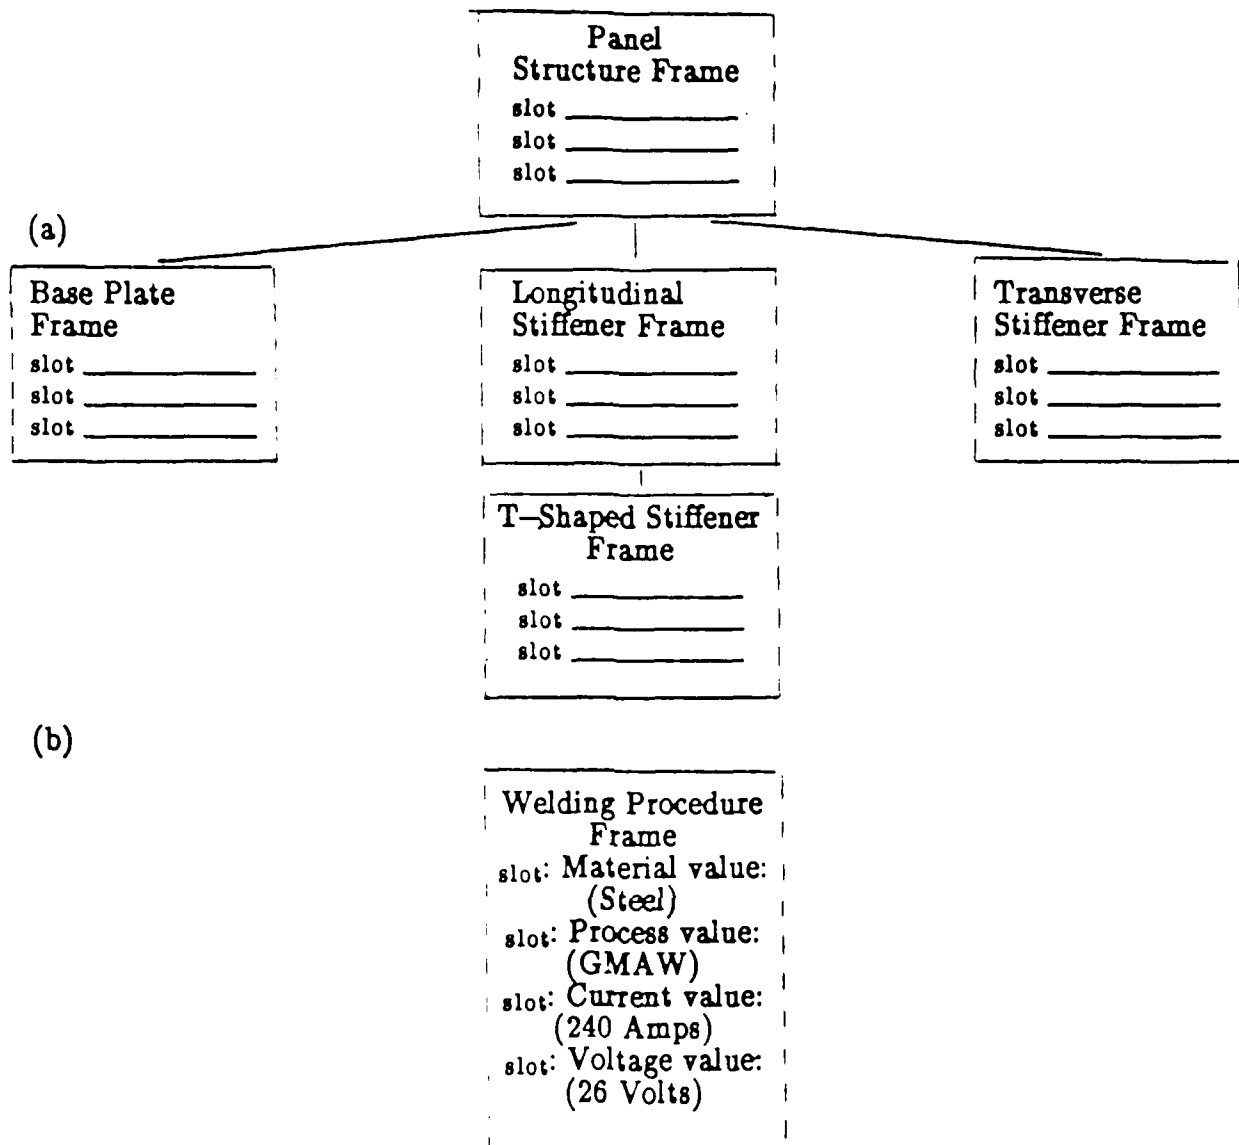 Panel
Structure Frame
slot
slot
slot
(a)
Base Plate
Frame
slot
slot
slot
Longitudinal
Stiffener Frame
slot
slot
slot
Transverse
Stiffener Frame
slot
slot
slot
T–Shaped Stiffener
Frame
slot
slot
slot
(b)
Welding Procedure
Frame
slot: Material value:
(Steel)
slot: Process value:
(GMAW)
slot: Current value:
(240 Amps)
slot: Voltage value:
(26 Volts)